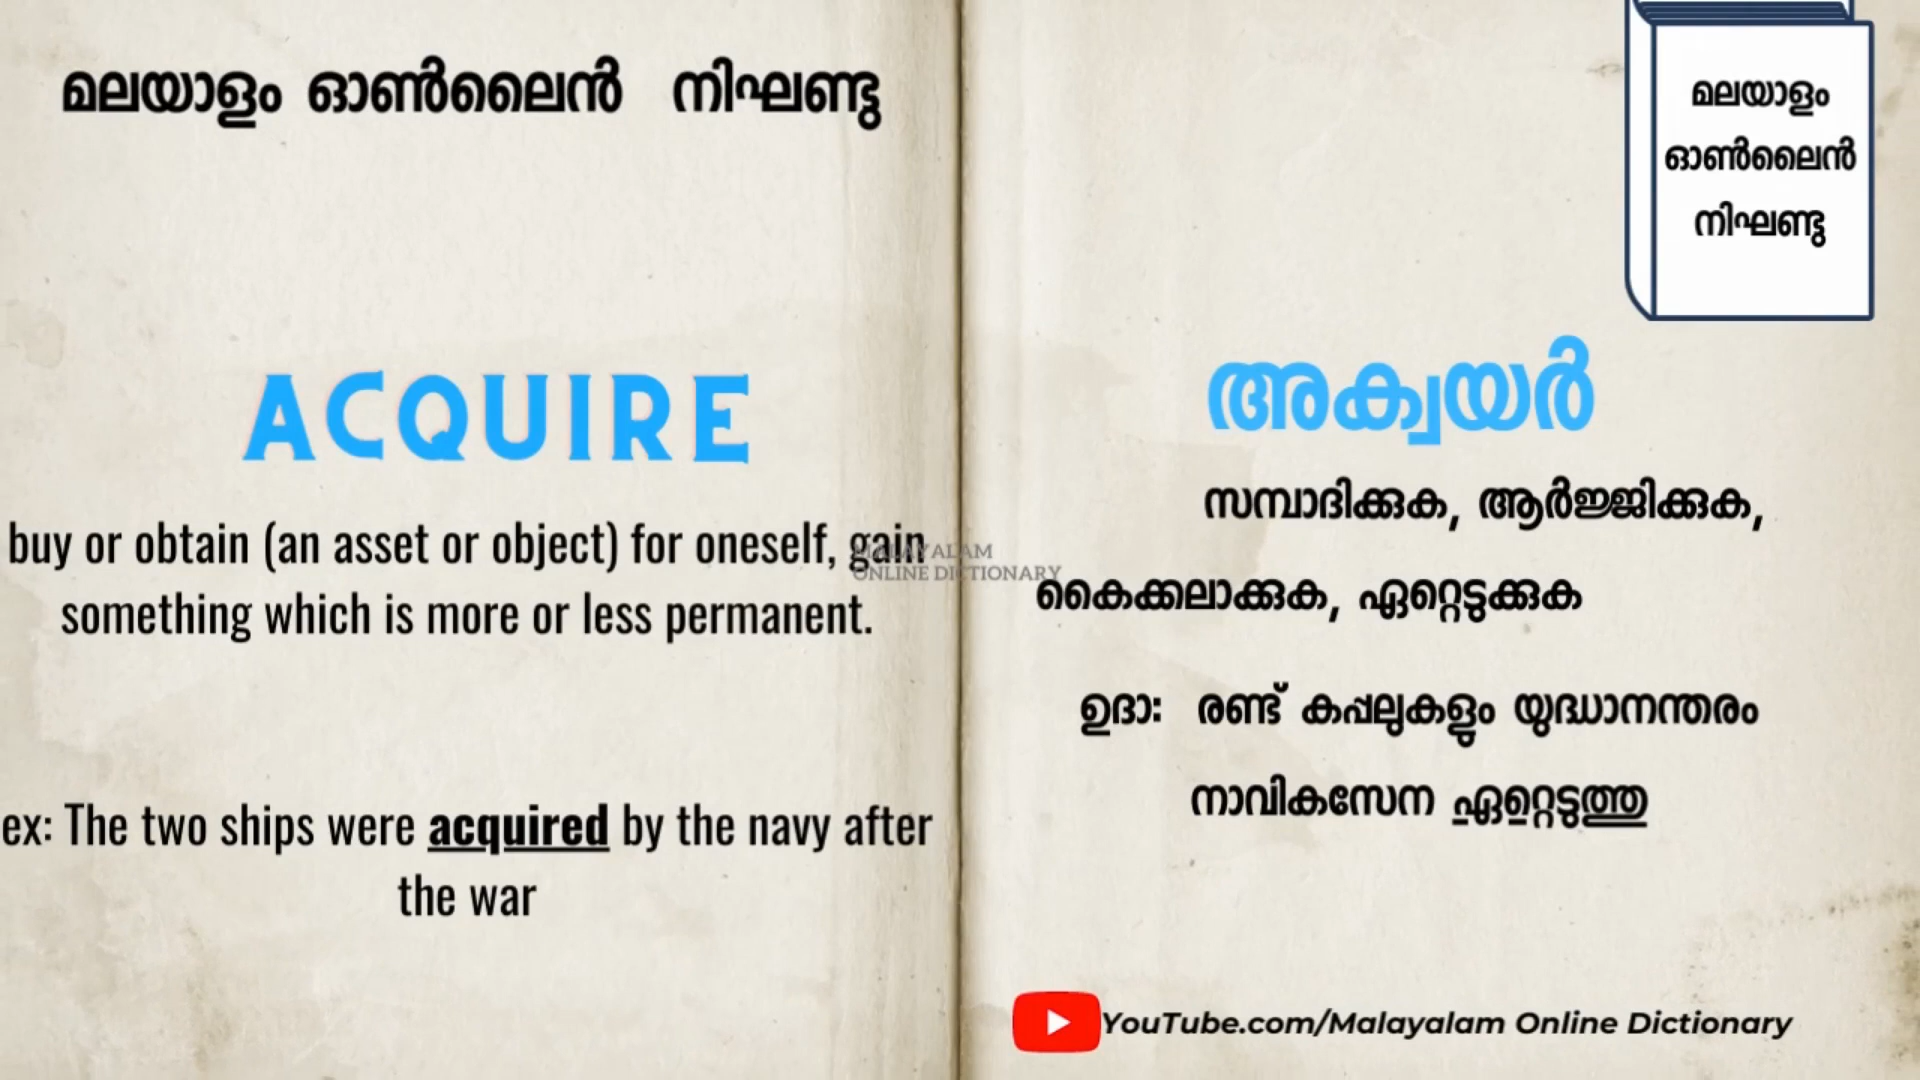 മലയാളം ഓൺലൈൻ നിഘണ്ടു
ACQUIRE
buy or obtain (an asset or object) for oneself, gain
something which is more or less permanent.
ex: The two ships were acquired by the navy after
the war
MALAYALAM
ONLINE DICTIONARY
മലയാളം
ഓൺലൈൻ
നിഘണ്ടു
അക്വയർ
സമ്പാദിക്കുക, ആർജ്ജിക്കുക,
കൈക്കലാക്കുക, ഏറ്റെടുക്കുക
ഉദാ: രണ്ട് കപ്പലുകളും യുദ്ധാനന്തരം
നാവികസേന ഏറ്റെടുത്തു
YouTube.com/Malayalam Online Dictionary